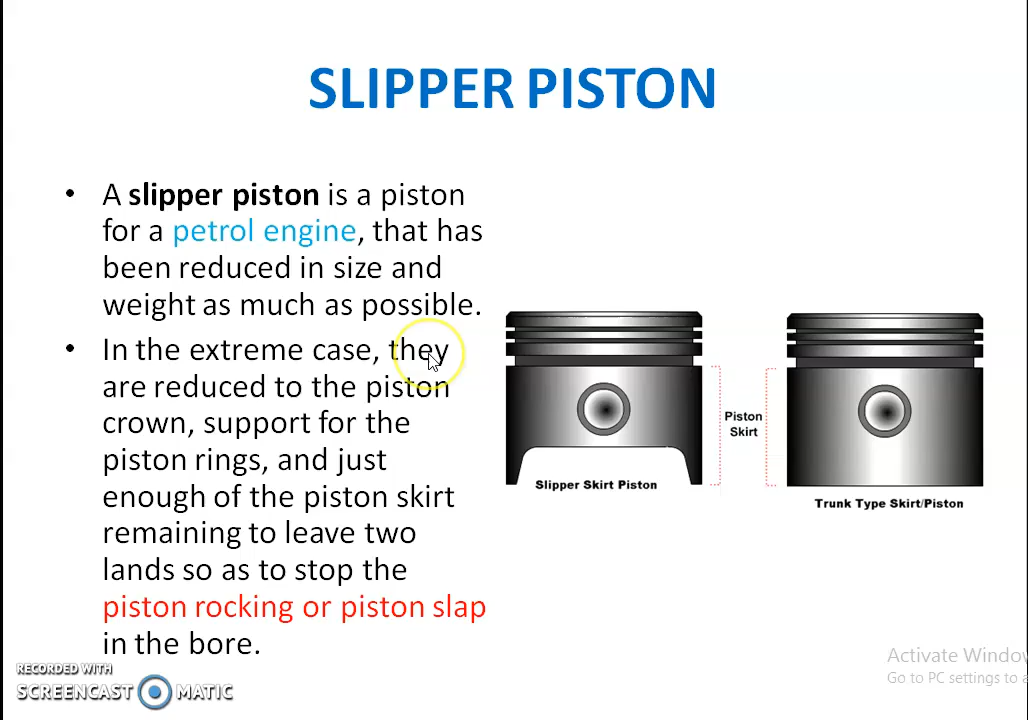 SLIPPER PISTON
• A slipper piston is a piston
for a petrol engine, that has
been reduced in size and
weight as much as possible.
• In the extreme case, they
are reduced to the piston
crown, support for the
piston rings, and just
enough of the piston skirt
remaining to leave two
lands so as to stop the
piston rocking or piston slap
in the bore.
Piston
Skirt
Slipper Skirt Piston
Trunk Type Skirt/Piston
RECORDED WITH
SCREENCAST MATIC
Activate Windo
Go to PC settings to a